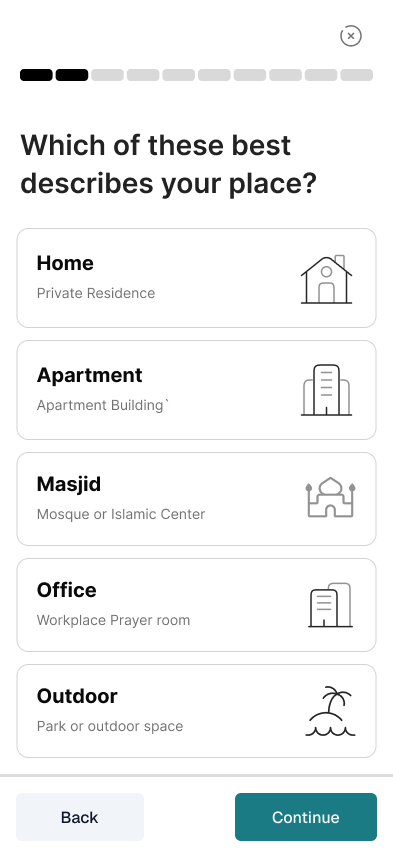 Which of these best
describes your place?
Home
Private Residence
Apartment
Apartment Building`
Masjid
Mosque or Islamic Center
Office
Workplace Prayer room
Outdoor
Park or outdoor space
Back
Continue